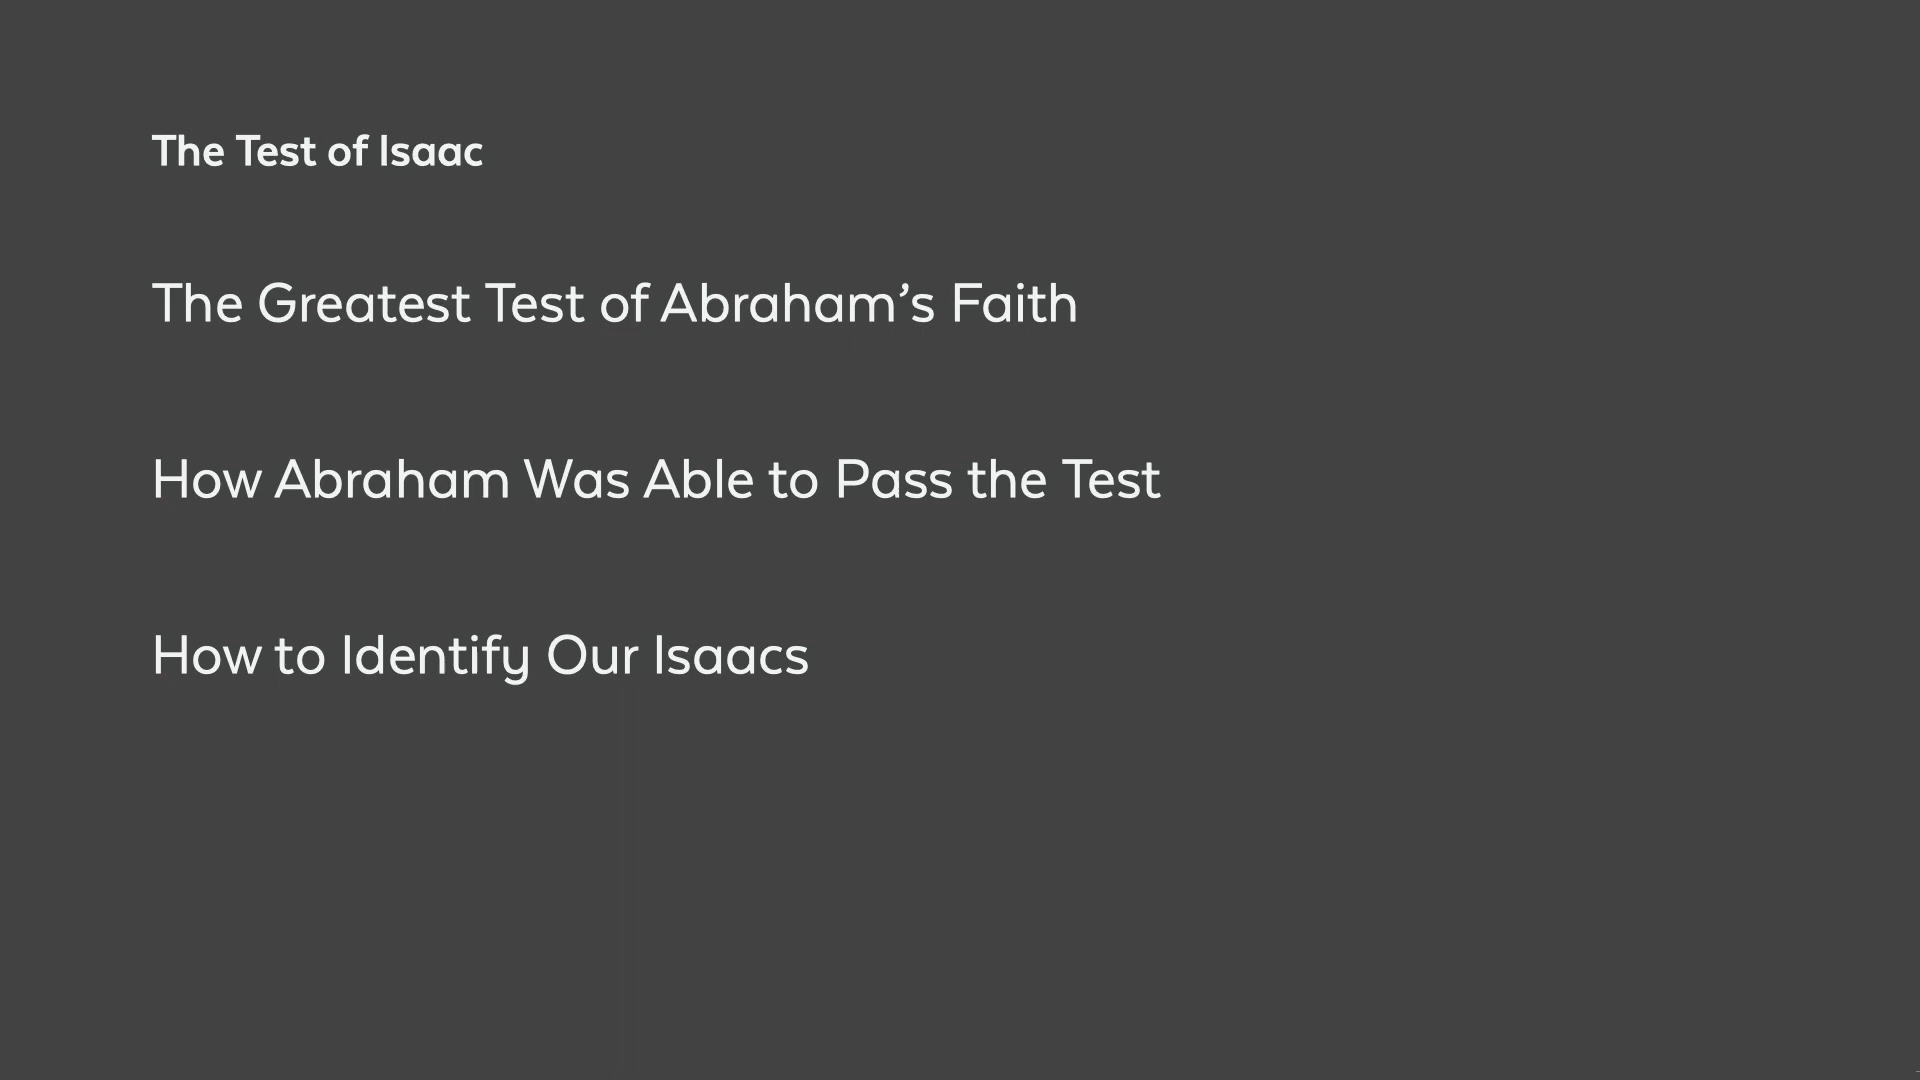 The Test of Isaac
The Greatest Test of Abraham’s Faith
How Abraham Was Able to Pass the Test
How to Identify Our Isaacs